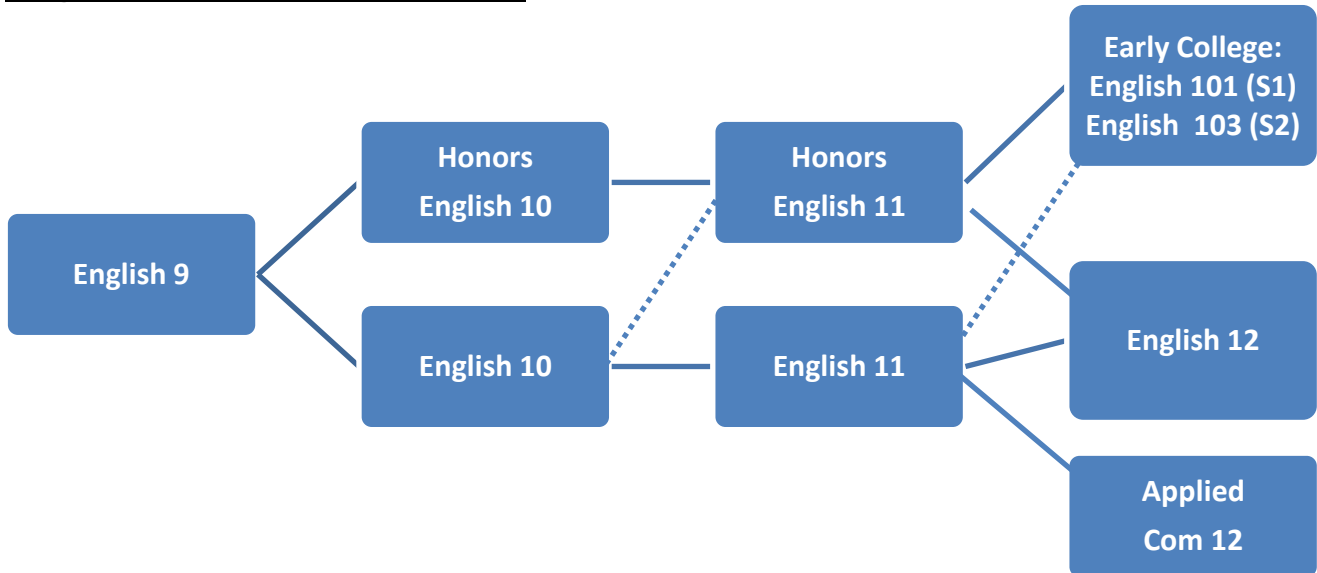 Early College:
English 101 (S1)
English 103 (S2)
Honors
English 10
Honors
English 11
English 9
English 10
English 11
English 12
Applied
Com 12